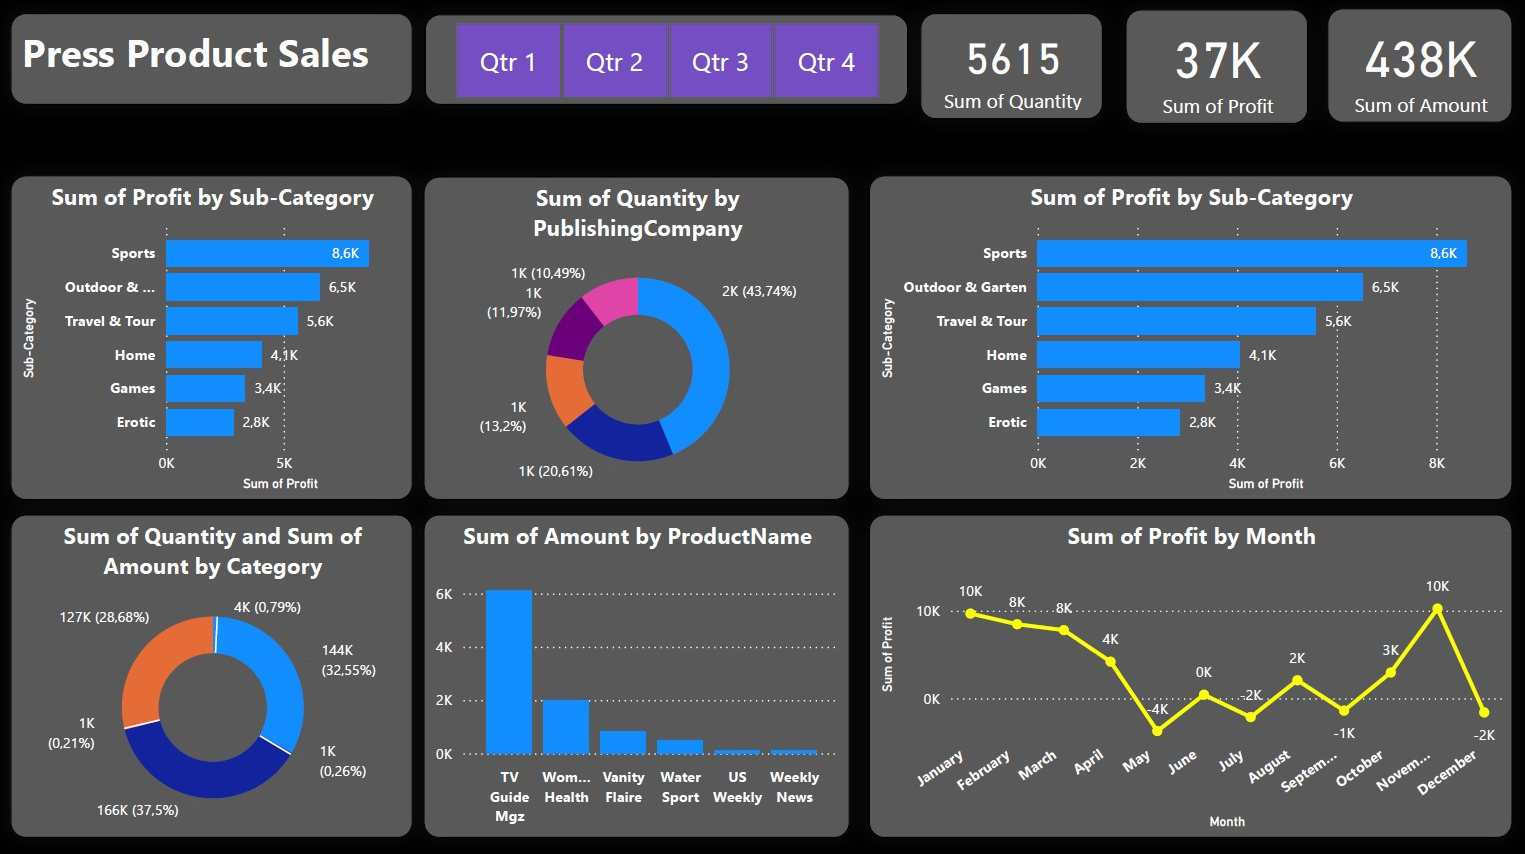 Press Product Sales
Qtr 1
Qtr 2
Qtr 3
Qtr 4
5615
Sum of Quantity
37K
Sum of Profit
438K
Sum of Amount
Sum of Profit by Sub-Category
Sub-Category
Sports
8,6K
Outdoor & ...
6,5K
Travel & Tour
5,6K
Home
4,1K
Games
3,4K
Erotic
2,8K
0K
5K
Sum of Profit
Sum of Quantity by
PublishingCompany
1K (10,49%)
1K
(11,97%)
2K (43,74%)
1K
(13,2%)
1K (20,61%)
Sum of Profit by Sub-Category
Sub-Category
Sports
8,6K
Outdoor & Garten
6,5K
Travel & Tour
5,6K
Home
4,1K
Games
3,4K
Erotic
2,8K
0K
2K
4K
6K
8K
Sum of Profit
Sum of Quantity and Sum of
Amount by Category
127K (28,68%)
4K (0,79%)
144K
(32,55%)
1K
(0,21%)
1K
(0,26%)
166K (37,5%)
Sum of Amount by ProductName
6K
4K
2K
0K
TV
Guide
Mgz
Wom...
Health
Vanity
Flaire
Water
Sport
US
Weekly
Weekly
News
Sum of Profit by Month
Sum of Profit
10K
0K
10K
8K
8K
4K
-4K
0K
-2K
2K
-1K
3K
10K
-2K
January
February
March
April
May
June
July
August
Septem...
October
Novem...
December
Month